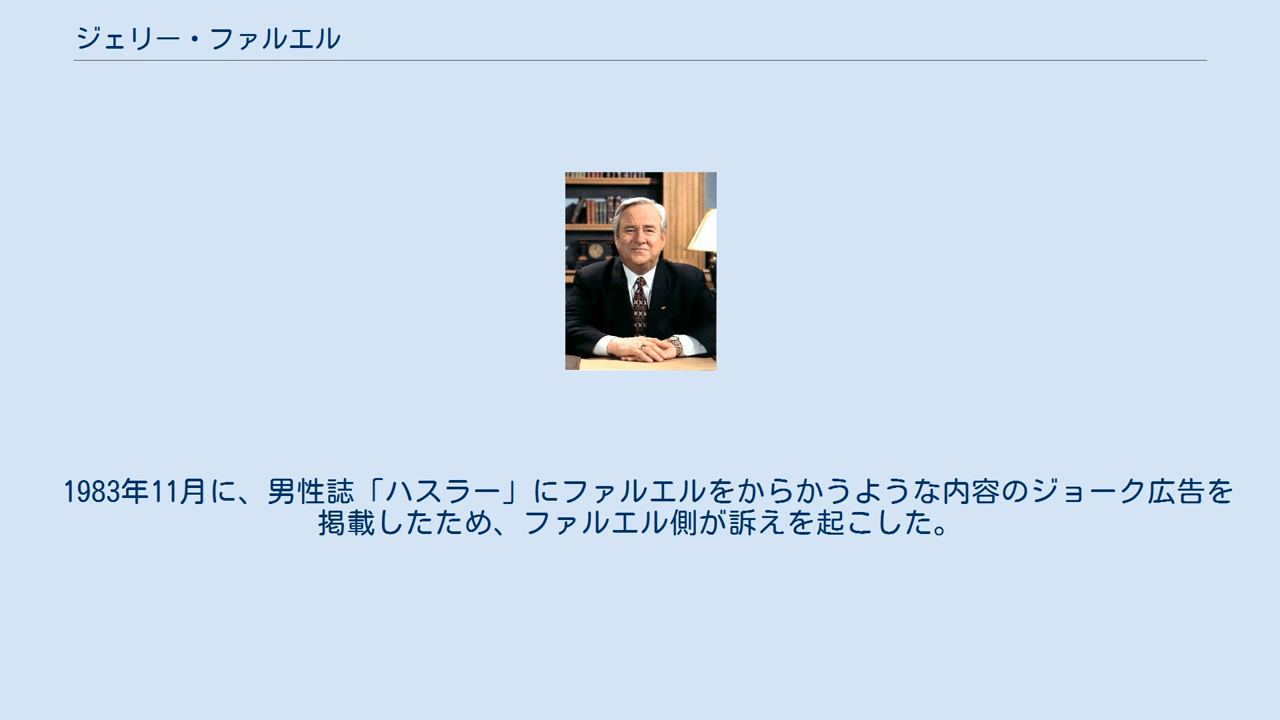 ジェリー・ファルエル
1983年11月に、男性誌「ハスラー」にファルエルをからかうような内容のジョーク広告を
掲載したため、ファルエル側が訴えを起こした。